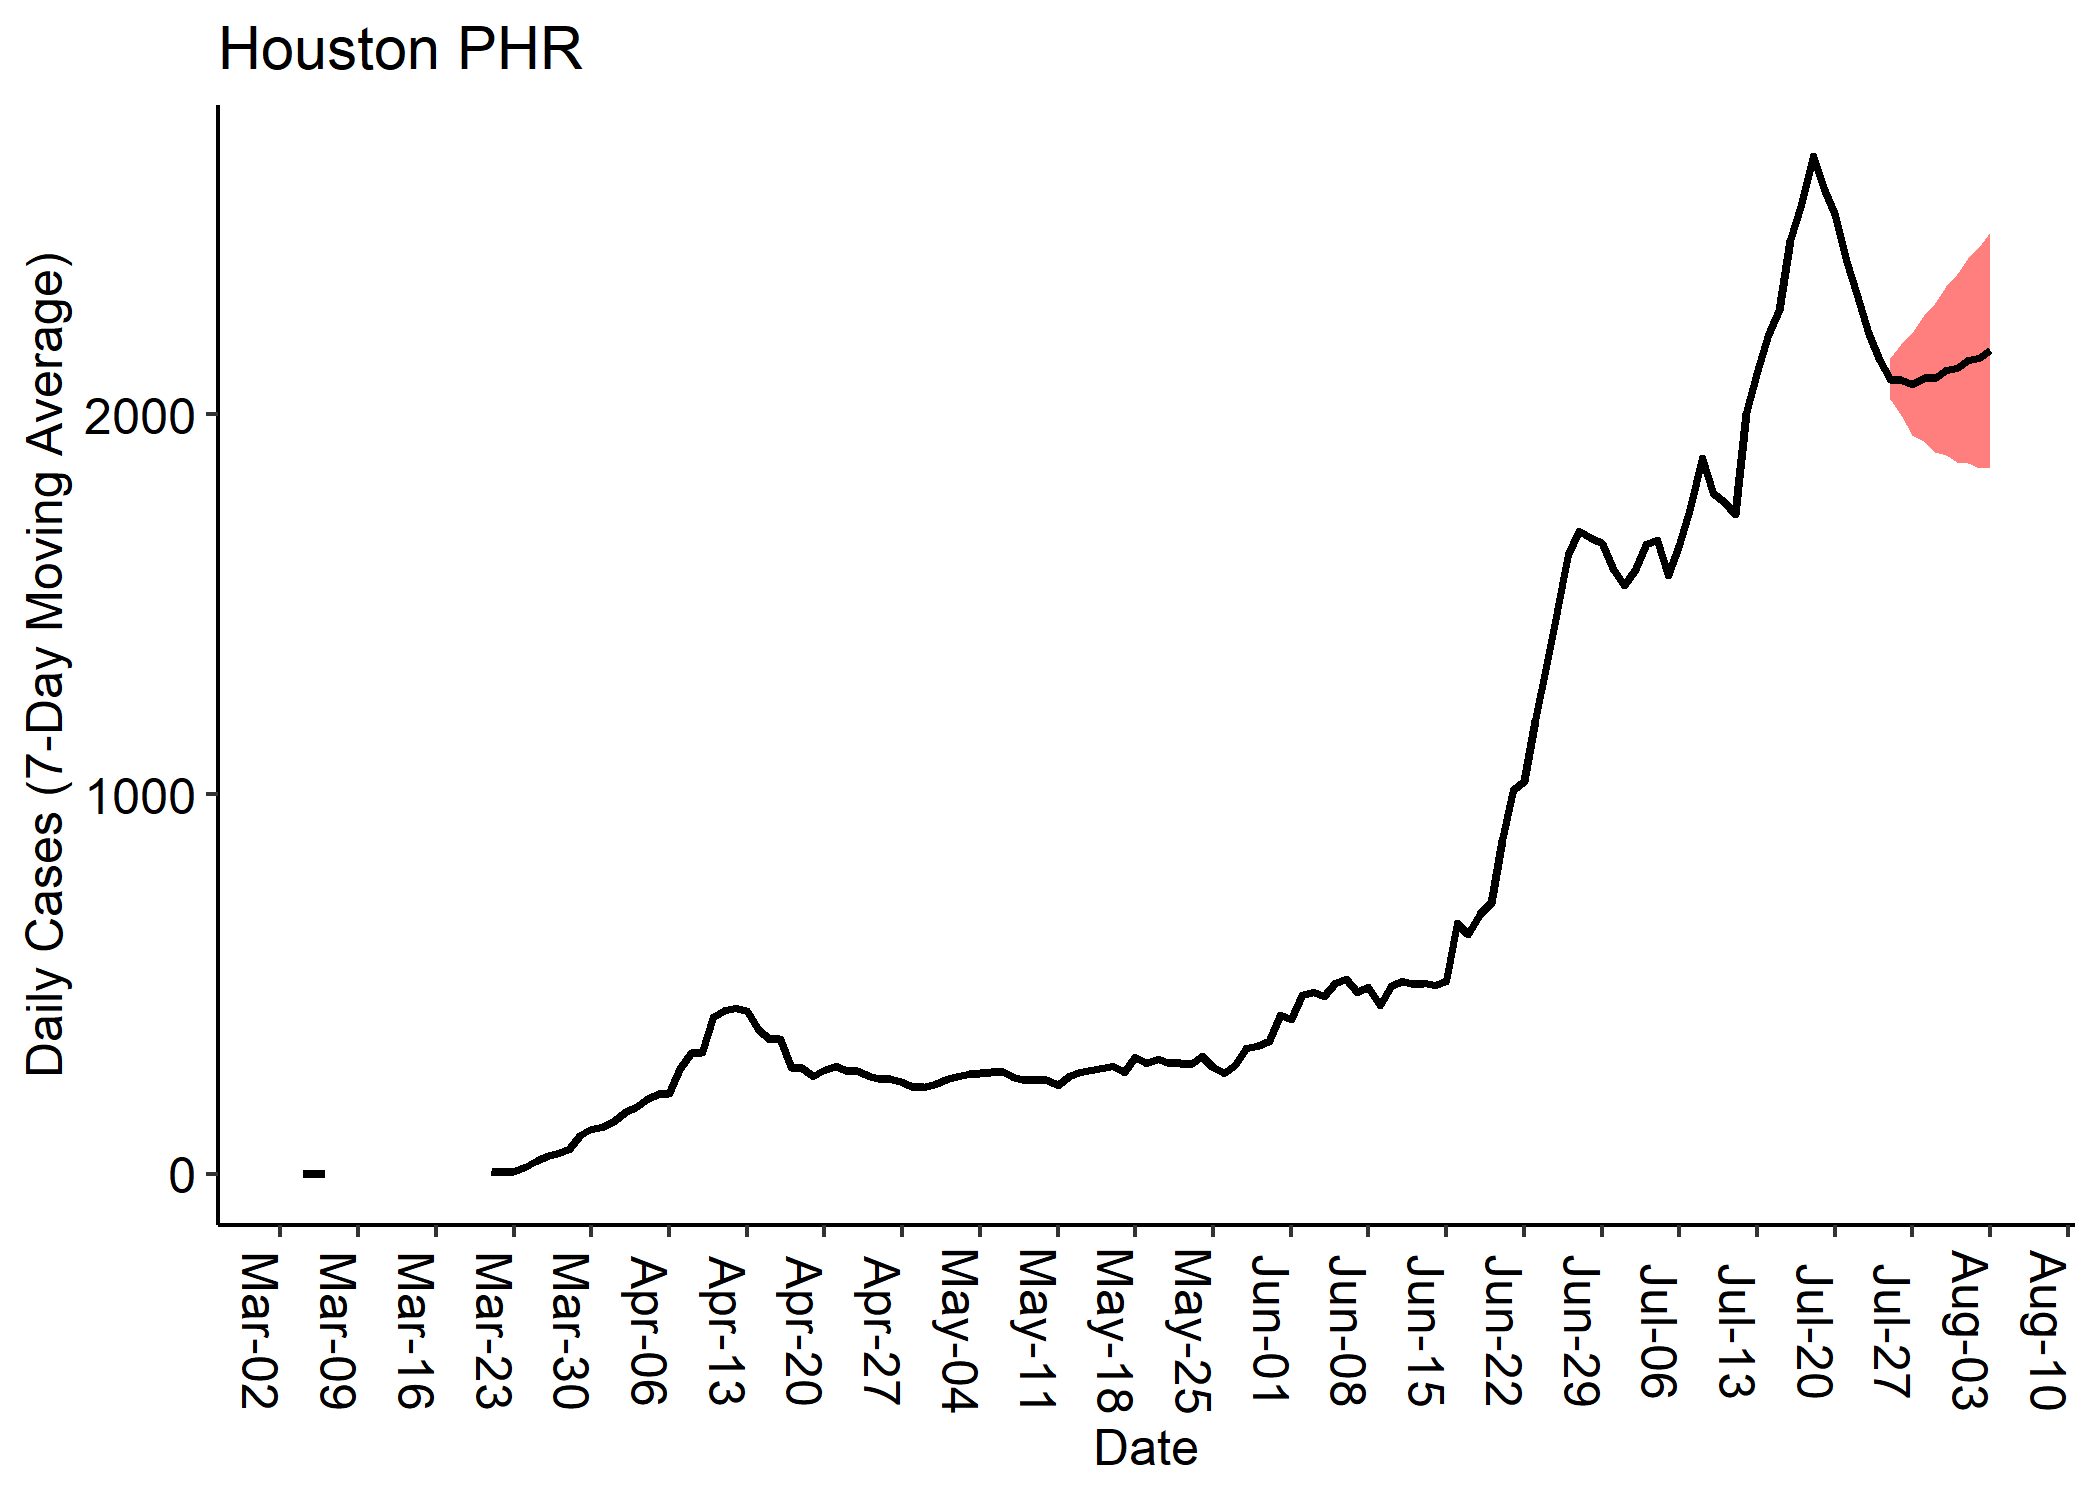 Houston PHR
Daily Cases (7-Day Moving Average)
2000
1000
0
Mar-02
Mar-09
Mar-16
Mar-23
Mar-30
Apr-06
Apr-13
Apr-20
Apr-27
May-04
May-11
May-18
May-25
Jun-01
Jun-08
Jun-15
Jun-22
Jun-29
Jul-06
Jul-13
Jul-20
Jul-27
Aug-03
Aug-10
Date